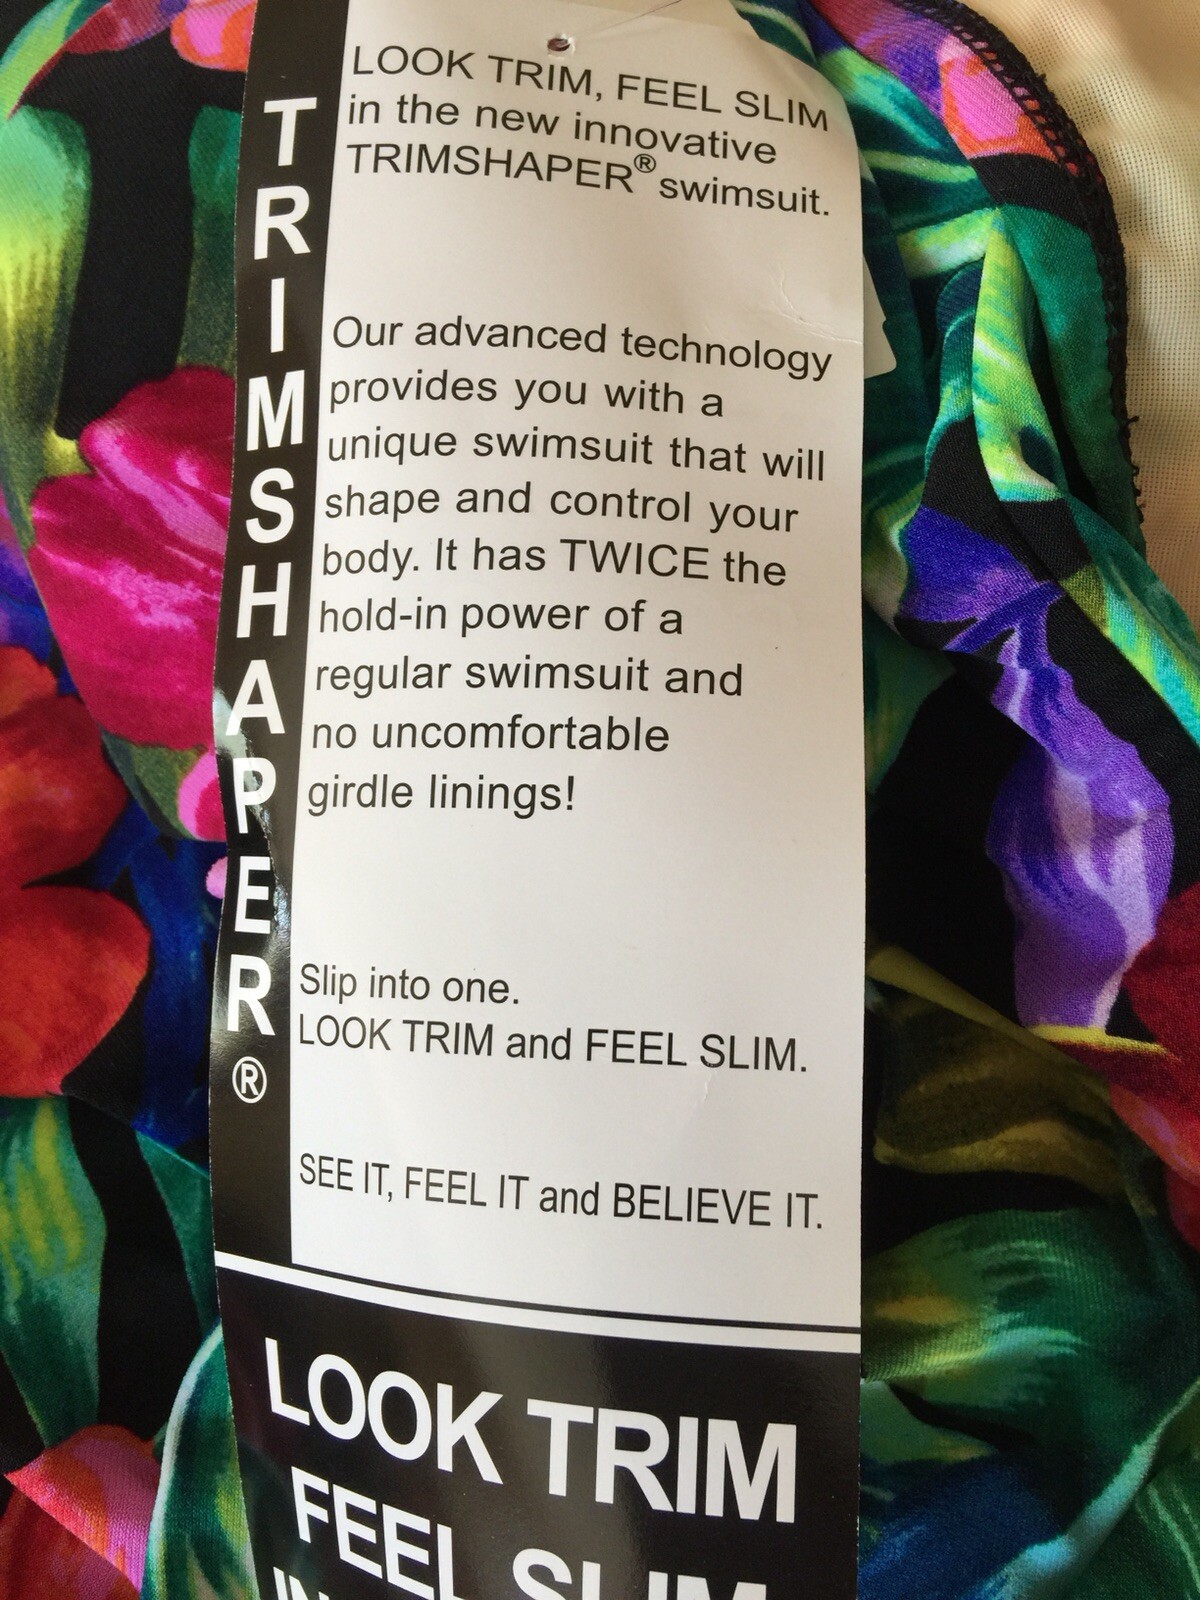 TRIMSHAPER®
LOOK TRIM, FEEL SLIM
in the new innovative
TRIMSHAPER® swimsuit.
Our advanced technology
provides you with a
unique swimsuit that will
shape and control your
body. It has TWICE the
hold-in power of a
regular swimsuit and
no uncomfortable
girdle linings!
Slip into one.
LOOK TRIM and FEEL SLIM.
SEE IT, FEEL IT and BELIEVE IT.
LOOK TRIM
FEEL SLIM
IN